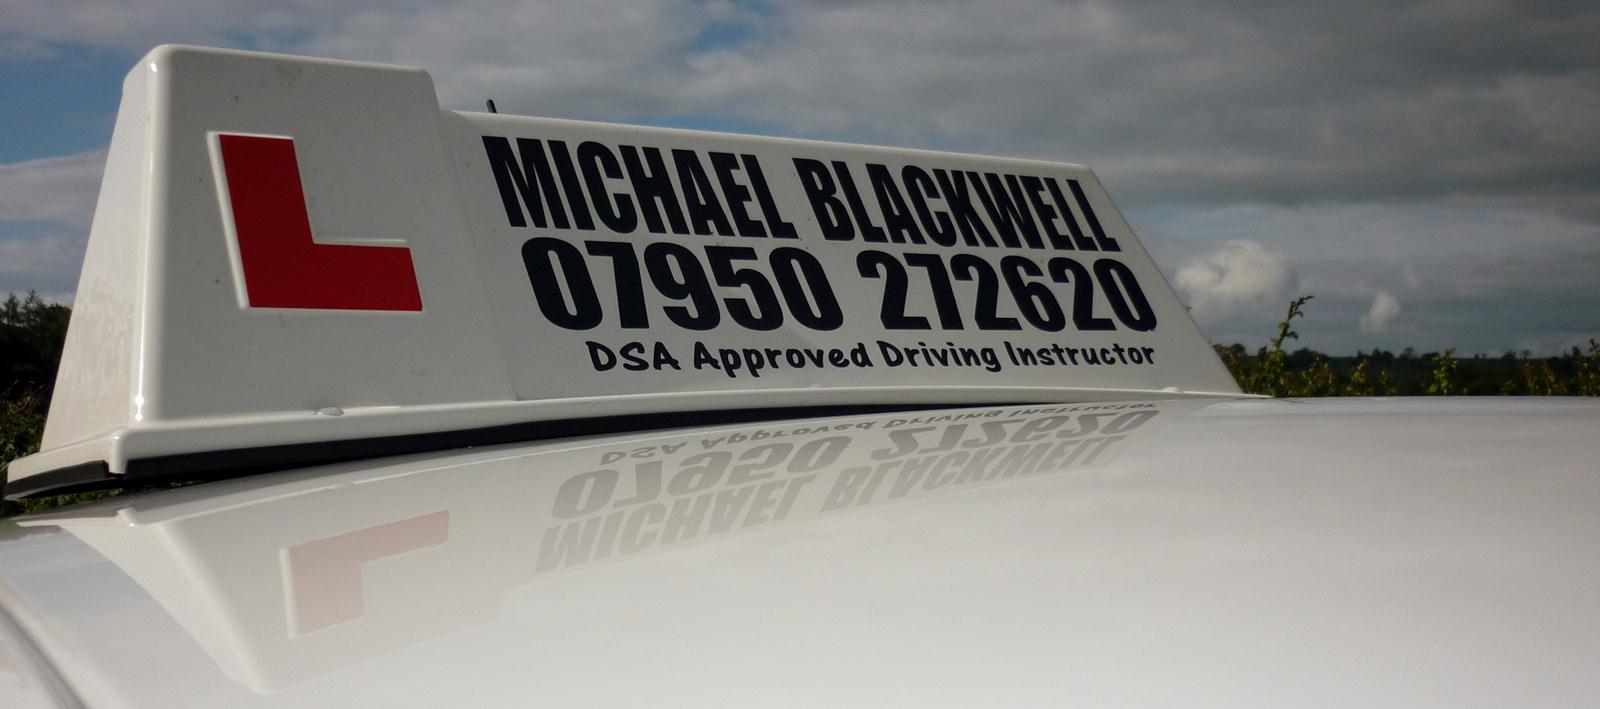 L
MICHAEL BLACKWELL
07950 272620
DSA Approved Driving Instructor